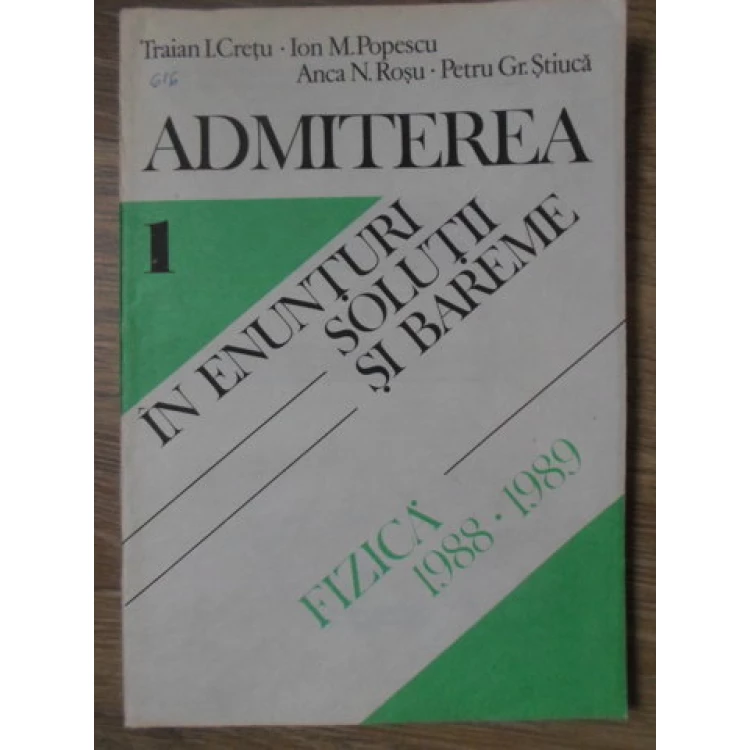 Traian I.Crețu · Ion M.Popescu
Anca N.Roșu · Petru Gr.Știucă
616
ADMITEREA
1
ÎN ENUNȚURI
SOLUȚII
ȘI BAREME
FIZICĂ
1988 · 1989